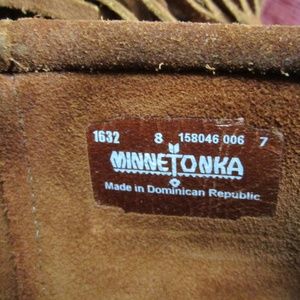 1632 8 158046 006 7
MINNETONKA
Made in Dominican Republic